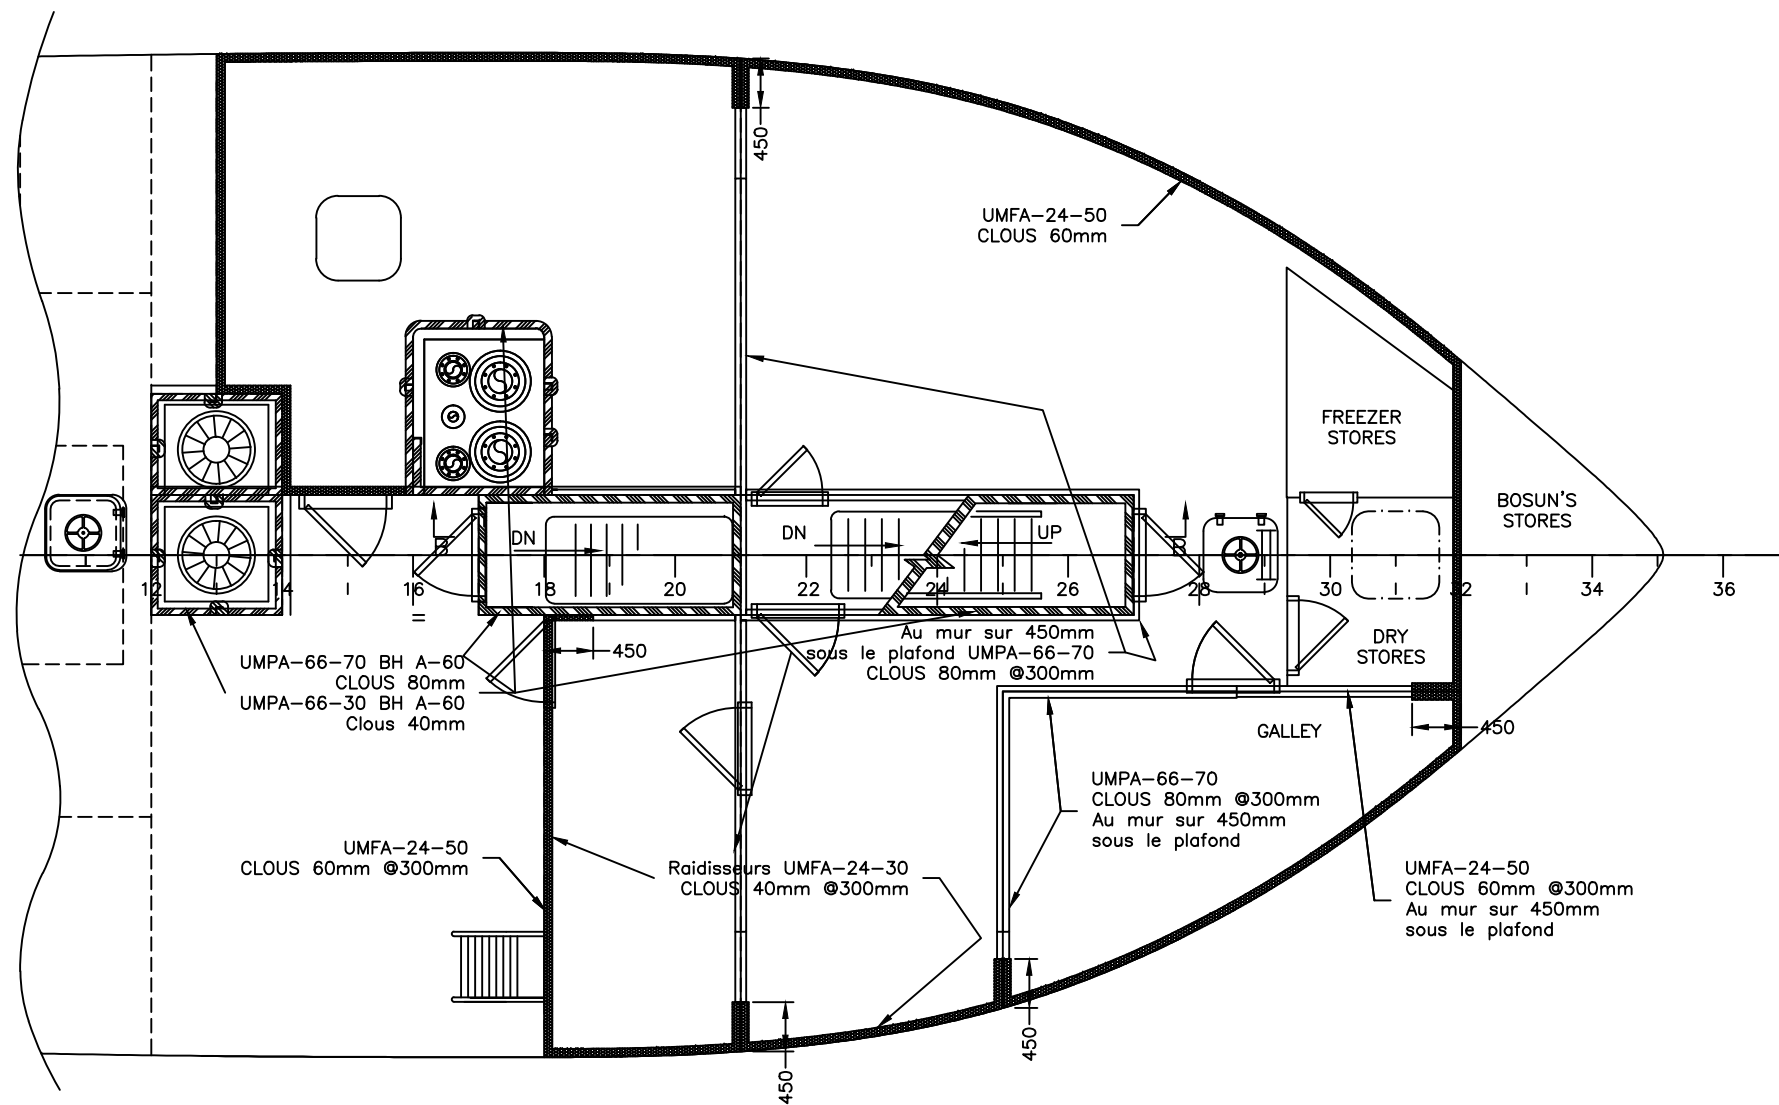 450
UMFA-24-50
CLOUS 60mm
FREEZER
STORES
BOSUN'S
STORES
DN
DN
UP
B
B
12
14
16
18
20
22
24
26
28
30
32
34
36
Au mur sur 450mm
sous le plafond UMPA-66-70
CLOUS 80mm @300mm
DRY
STORES
450
UMPA-66-70 BH A-60
CLOUS 80mm
UMPA-66-30 BH A-60
Clous 40mm
GALLEY
450
UMPA-66-70
CLOUS 80mm @300mm
Au mur sur 450mm
sous le plafond
UMFA-24-50
CLOUS 60mm @300mm
Raidisseurs UMFA-24-30
CLOUS 40mm @300mm
UMFA-24-50
CLOUS 60mm @300mm
Au mur sur 450mm
sous le plafond
450
450